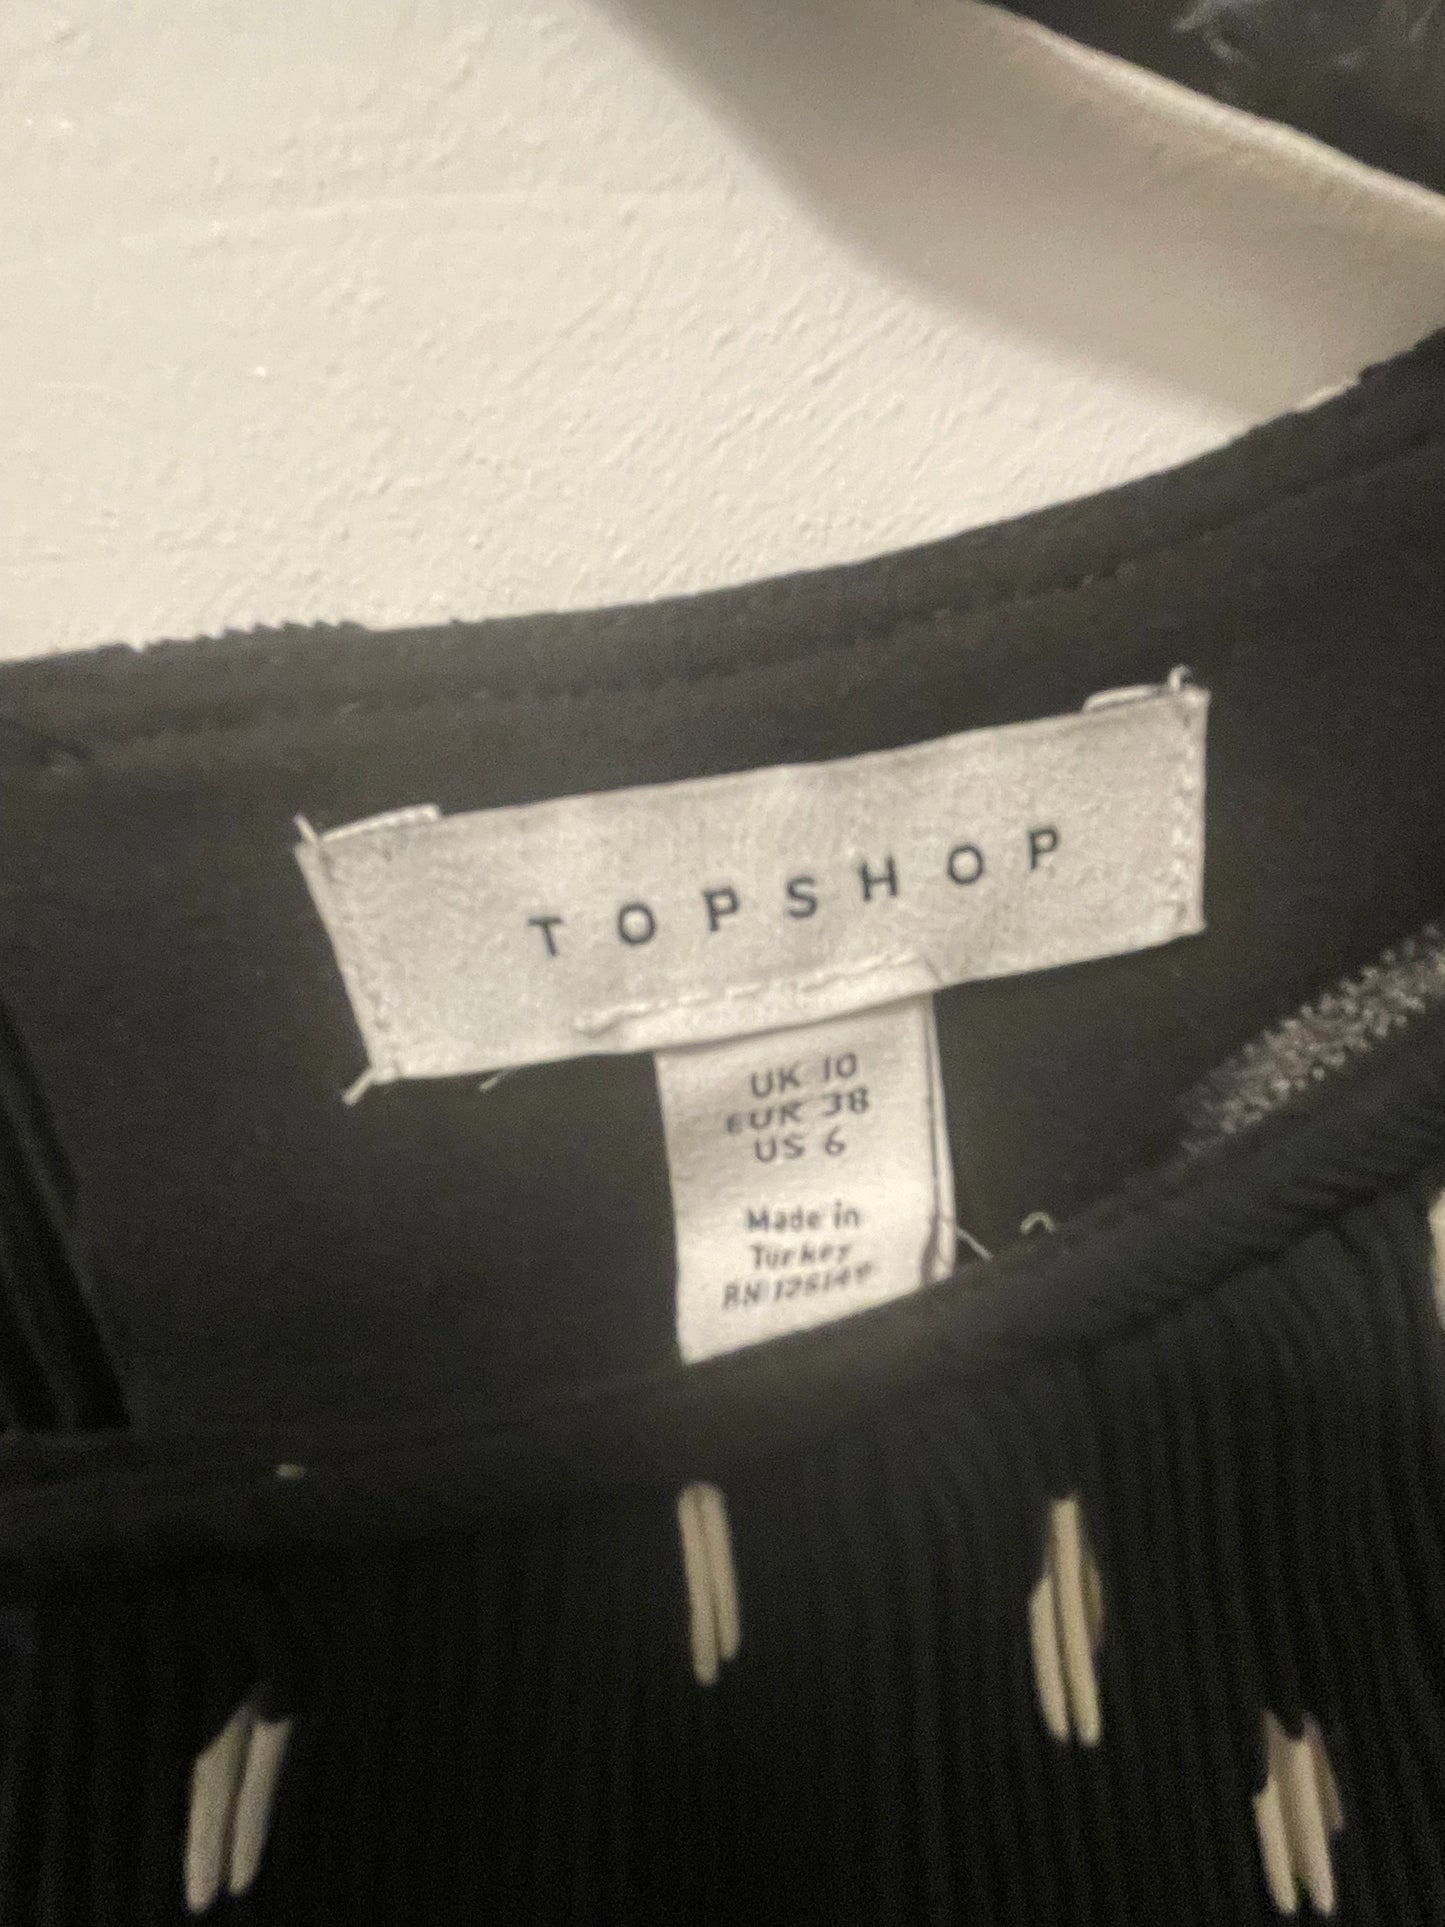 TOPSHOP
UK 10
EUR 38
US 6
Made in
Turkey